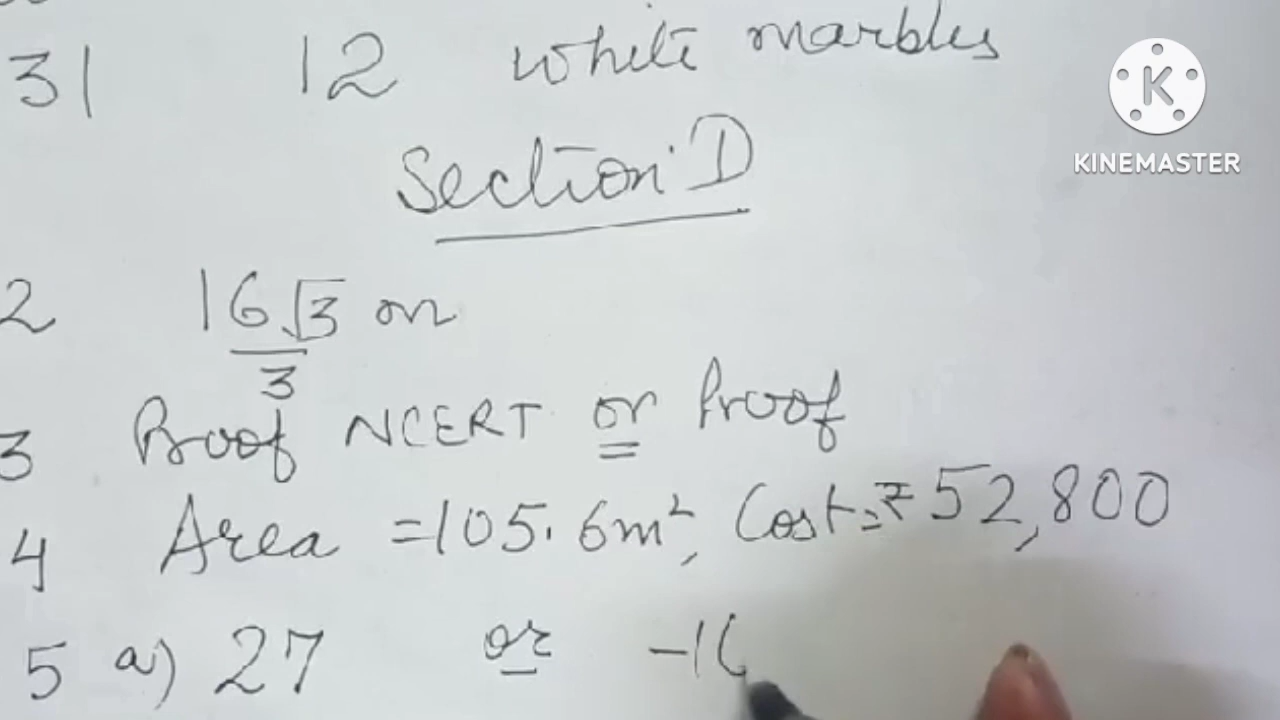 31 12 white marbles
K
KINEMASTER
Section D
2 16√3 or
3
3 Proof NCERT or Proof
4 Area =105.6m², Cost=₹52,800
5 a) 27 or -1